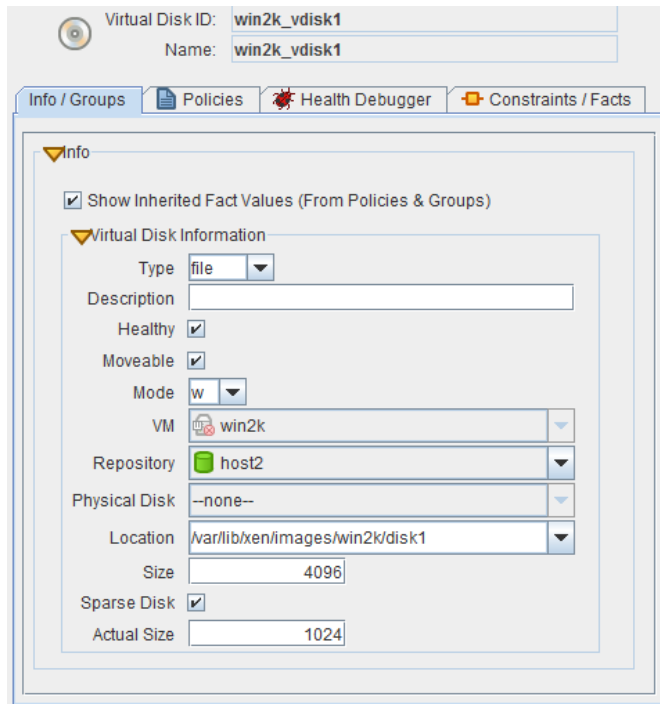 Virtual Disk ID: win2k_vdisk1
Name: win2k_vdisk1
Info / Groups Policies Health Debugger Constraints / Facts
Info
Show Inherited Fact Values (From Policies & Groups)
Virtual Disk Information
Type file
Description
Healthy
Moveable
Mode w
VM win2k
Repository host2
Physical Disk --none--
Location /var/lib/xen/images/win2k/disk1
Size 4096
Sparse Disk
Actual Size 1024